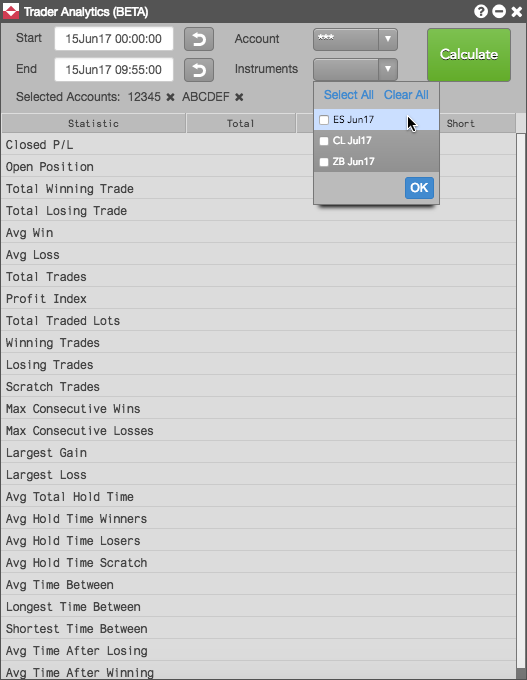 Trader Analytics (BETA)
Start 15Jun17 00:00:00 Account *** Calculate
End 15Jun17 09:55:00 Instruments
Selected Accounts: 12345 ✖ ABCDEF ✖
Select All Clear All
ES Jun17
CL Jul17
ZB Jun17
OK
Statistic Total Short
Closed P/L
Open Position
Total Winning Trade
Total Losing Trade
Avg Win
Avg Loss
Total Trades
Profit Index
Total Traded Lots
Winning Trades
Losing Trades
Scratch Trades
Max Consecutive Wins
Max Consecutive Losses
Largest Gain
Largest Loss
Avg Total Hold Time
Avg Hold Time Winners
Avg Hold Time Losers
Avg Hold Time Scratch
Avg Time Between
Longest Time Between
Shortest Time Between
Avg Time After Losing
Avg Time After Winning